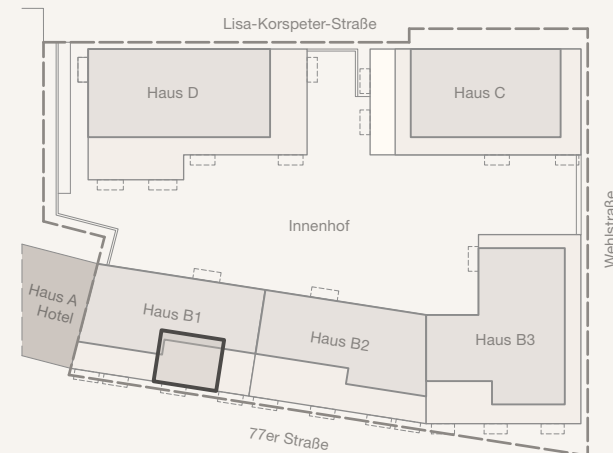 Lisa-Korspeter-Straße
Haus D
Haus C
Wehlstraße
Innenhof
Haus A
Hotel
Haus B1
Haus B2
Haus B3
77er Straße